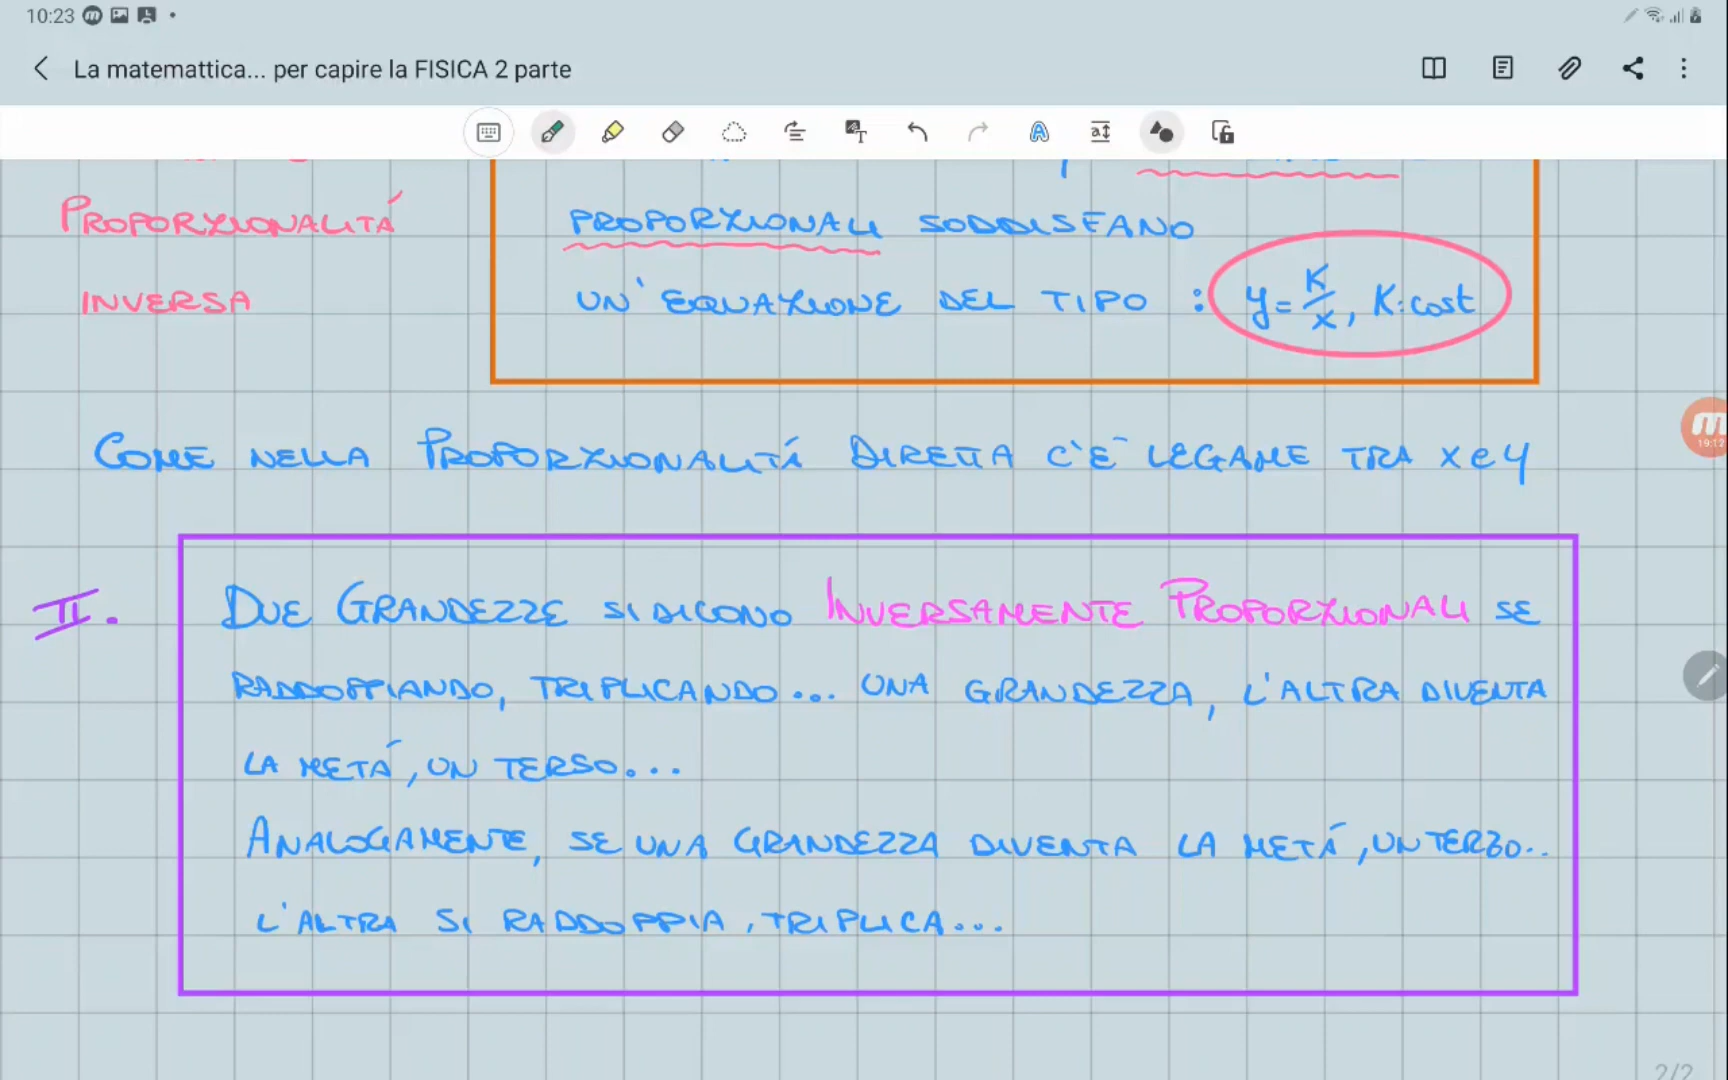 10:23
La matemattica... per capire la FISICA 2 parte
PROPORZIONALITÁ
INVERSA
PROPORZIONALI SODDISFANO
UN' EQUAZIONE DEL TIPO : y = K/x, K: cost
19:12
COME NELLA PROPORZIONALITÁ DIRETTA C'È LEGAME TRA X e Y
II.
DUE GRANDEZZE SI DICONO INVERSAMENTE PROPORZIONALI SE
RADDOPPIANDO, TRIPLICANDO... UNA GRANDEZZA, L'ALTRA DIVENTA
LA METÁ, UN TERSO...
ANALOGAMENTE, SE UNA GRANDEZZA DIVENTA LA METÁ, UN TERZO..
L'ALTRA SI RADDOPPIA, TRIPLICA...
2/2